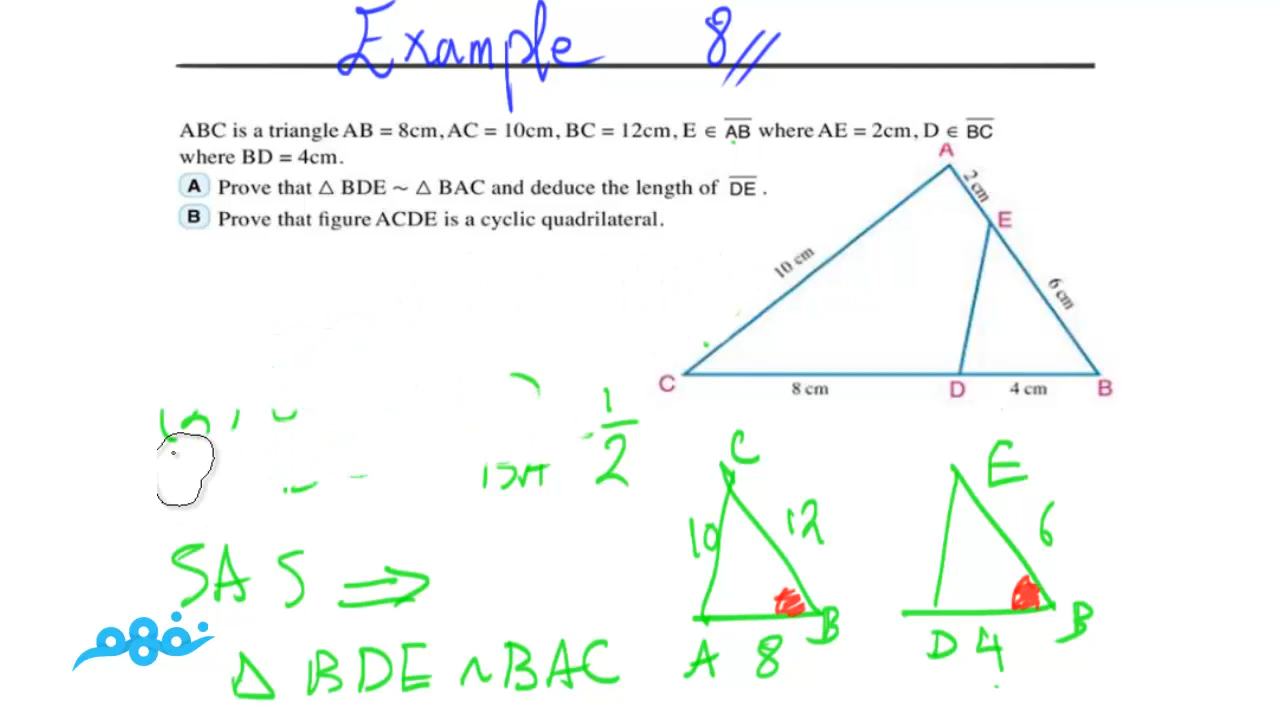 Example 8
ABC is a triangle AB = 8cm, AC = 10cm, BC = 12cm, E ∈ AB where AE = 2cm, D ∈ BC
where BD = 4cm.
A Prove that △ BDE ~ △ BAC and deduce the length of DE .
B Prove that figure ACDE is a cyclic quadrilateral.
A
2 cm
E
10 cm
6 cm
C
8 cm
D
4 cm
B
1
2
C
10
12
A
8
B
E
6
D
4
B
SAS ⇒
△ BDE ~ BAC
نفهم